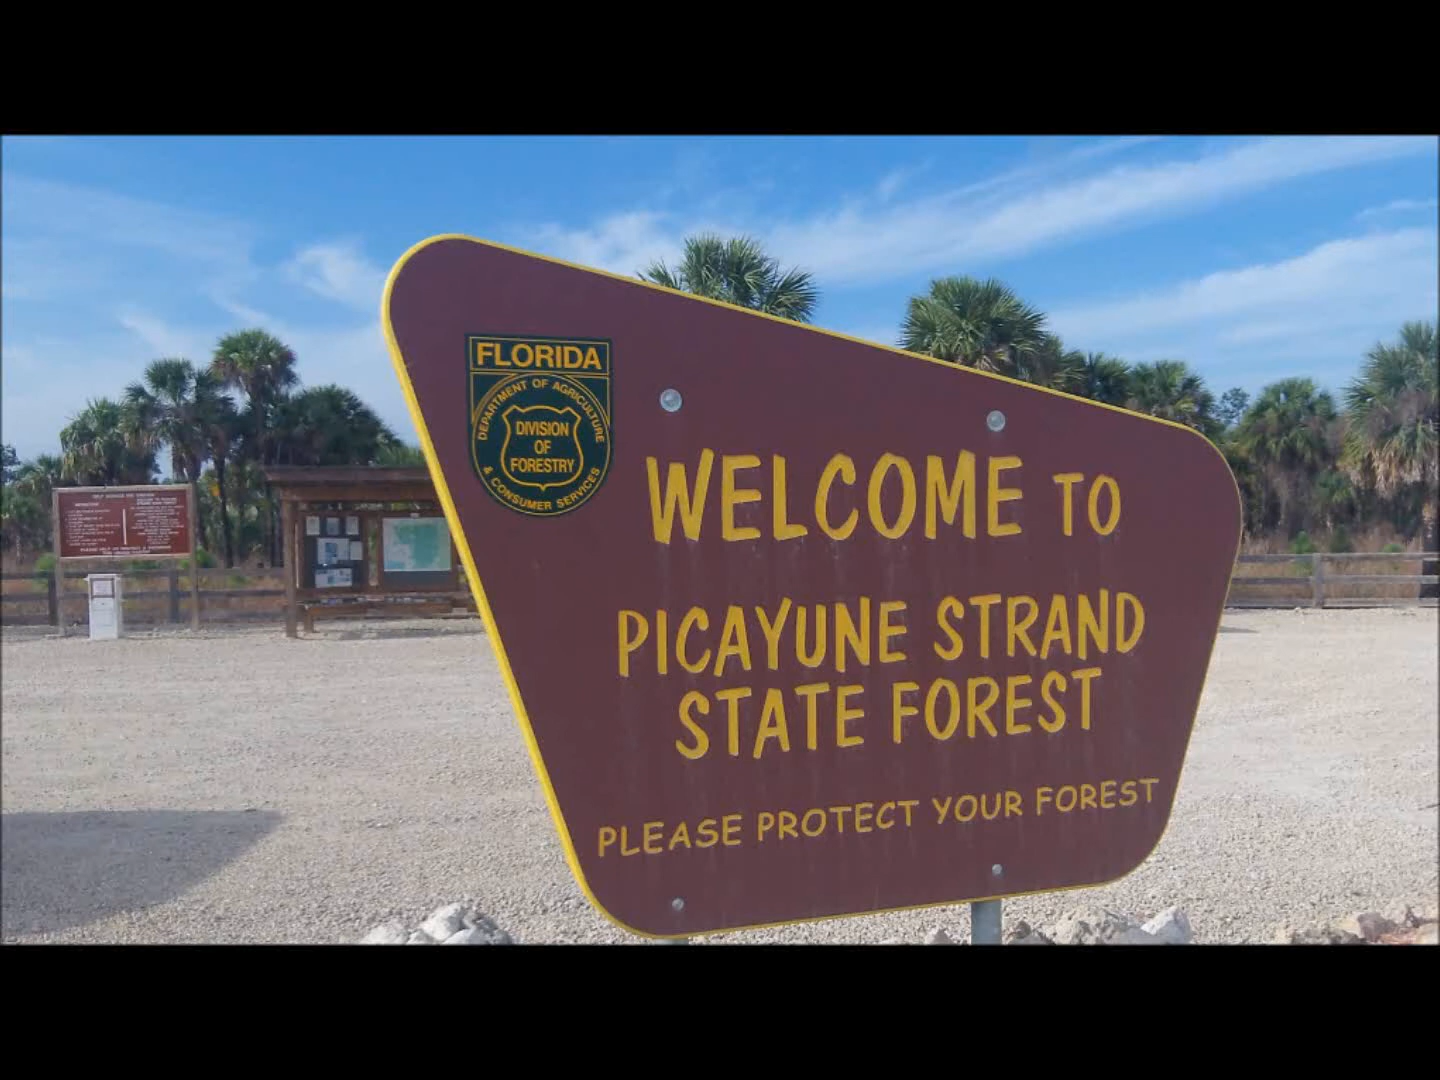 FLORIDA
DEPARTMENT OF AGRICULTURE
DIVISION
OF
FORESTRY
& CONSUMER SERVICES
WELCOME TO
PICAYUNE STRAND
STATE FOREST
PLEASE PROTECT YOUR FOREST